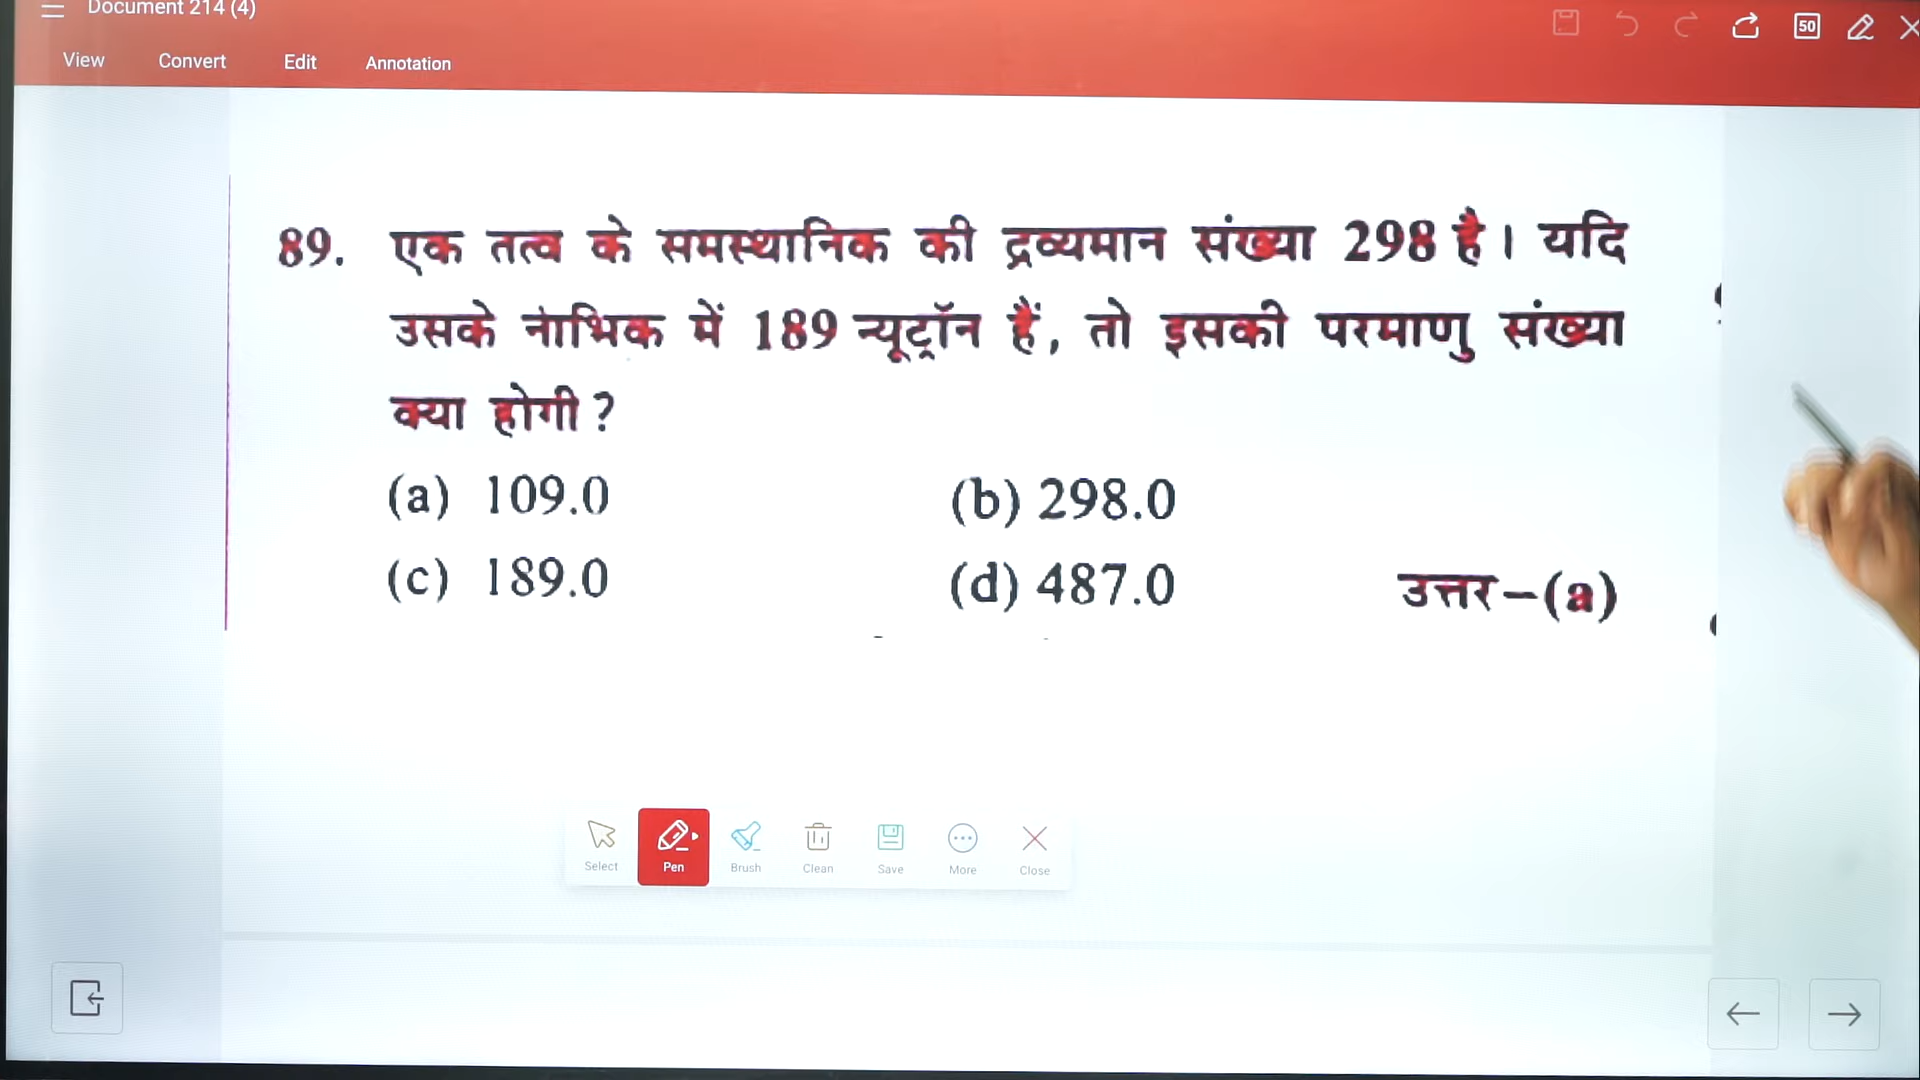 Document 214 (4)
50
View Convert Edit Annotation
89. एक तत्व के समस्थानिक की द्रव्यमान संख्या 298 है। यदि
उसके नाभिक में 189 न्यूट्रॉन हैं, तो इसकी परमाणु संख्या
क्या होगी?
(a) 109.0 (b) 298.0
(c) 189.0 (d) 487.0 उत्तर–(a)
Select Pen Brush Clean Save More Close